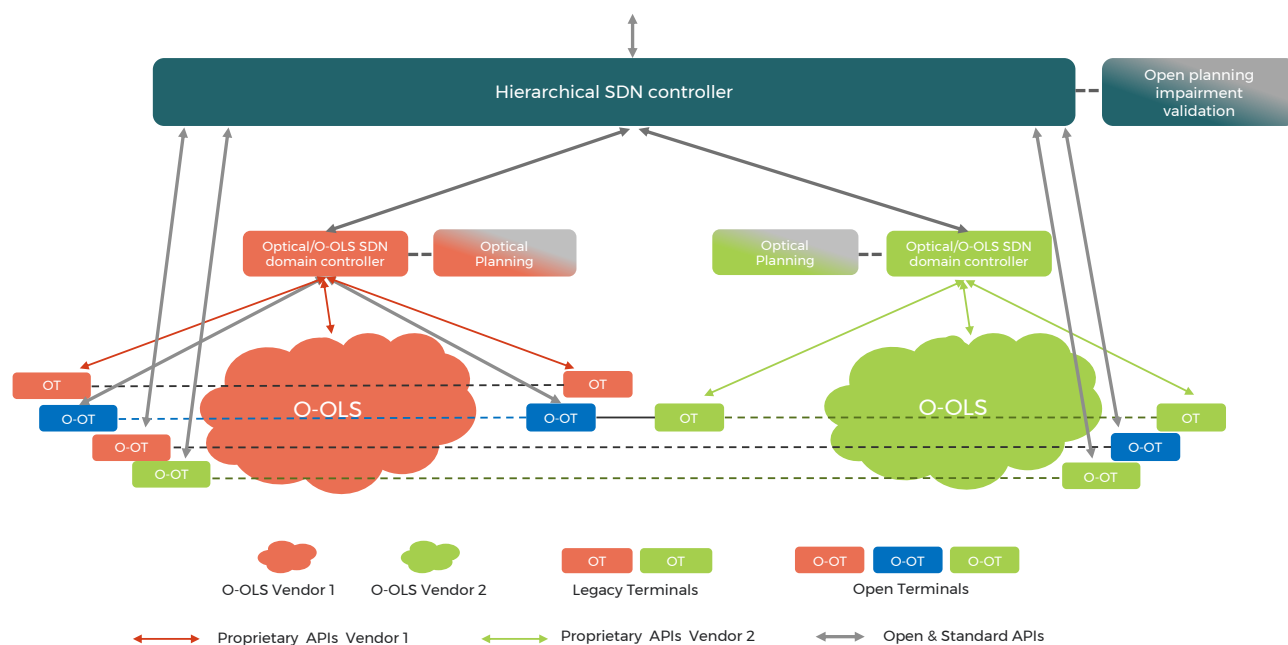 Hierarchical SDN controller
Open planning
impairment
validation
Optical/O-OLS SDN
domain controller
Optical
Planning
Optical
Planning
Optical/O-OLS SDN
domain controller
OT
O-OT
O-OT
O-OT
O-OLS
OT
O-OT
OT
O-OLS
OT
O-OT
O-OT
O-OLS Vendor 1
O-OLS Vendor 2
OT
OT
Legacy Terminals
O-OT
O-OT
O-OT
Open Terminals
Proprietary APIs Vendor 1
Proprietary APIs Vendor 2
Open & Standard APIs